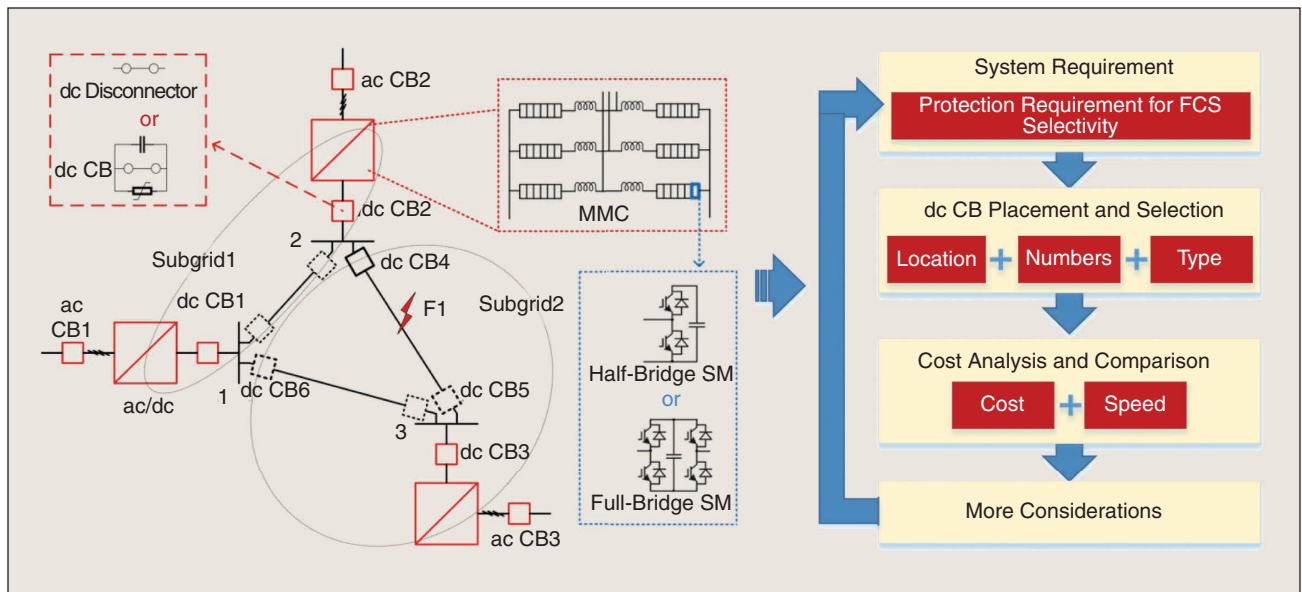 dc Disconnector
or
dc CB
ac CB2
dc CB2
2
dc CB4
Subgrid1
F1
Subgrid2
ac
CB1
dc CB1
ac/dc
1
dc CB6
dc CB5
3
dc CB3
ac CB3
MMC
Half-Bridge SM
or
Full-Bridge SM
System Requirement
Protection Requirement for FCS
Selectivity
dc CB Placement and Selection
Location + Numbers + Type
Cost Analysis and Comparison
Cost + Speed
More Considerations